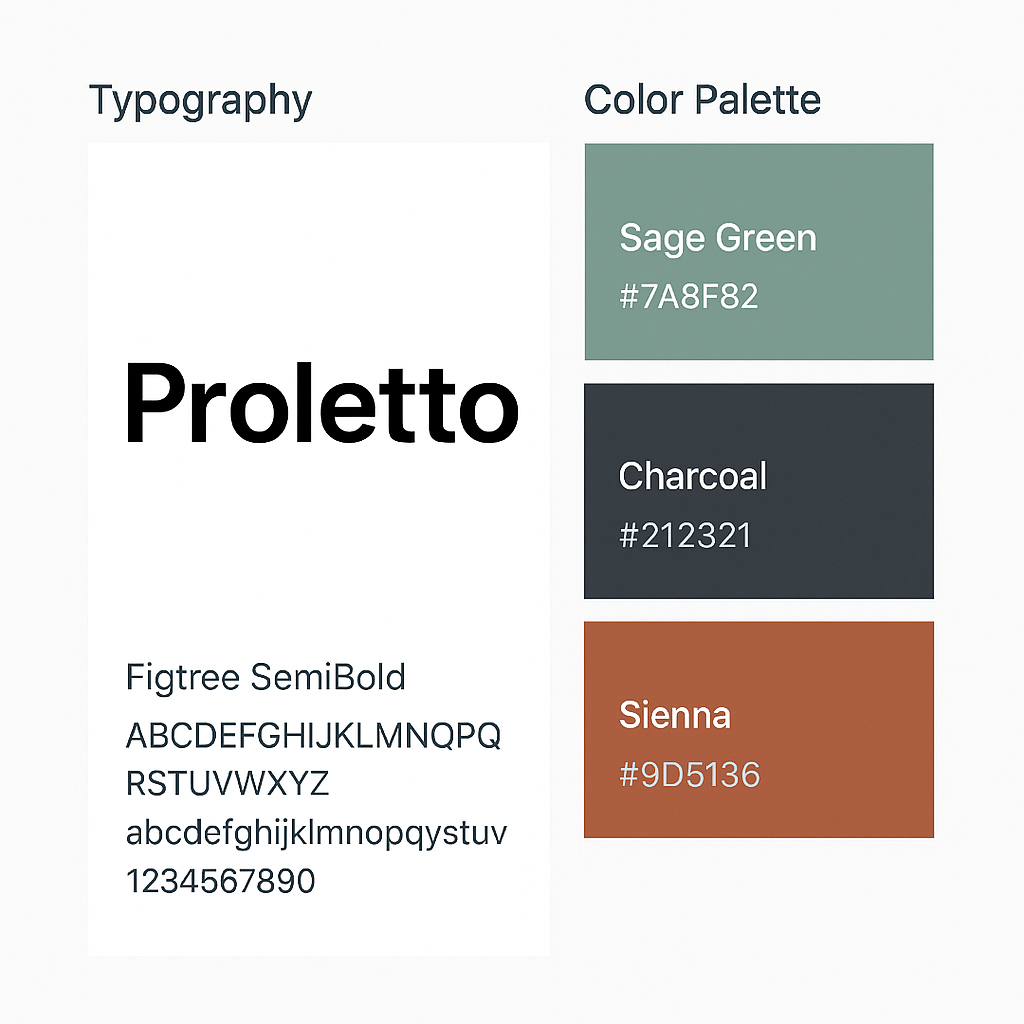 Typography
Proletto
Figtree SemiBold
ABCDEFGHIJKLMNQPQ
RSTUVWXYZ
abcdefghijklmnopqystuv
1234567890
Color Palette
Sage Green
#7A8F82
Charcoal
#212321
Sienna
#9D5136